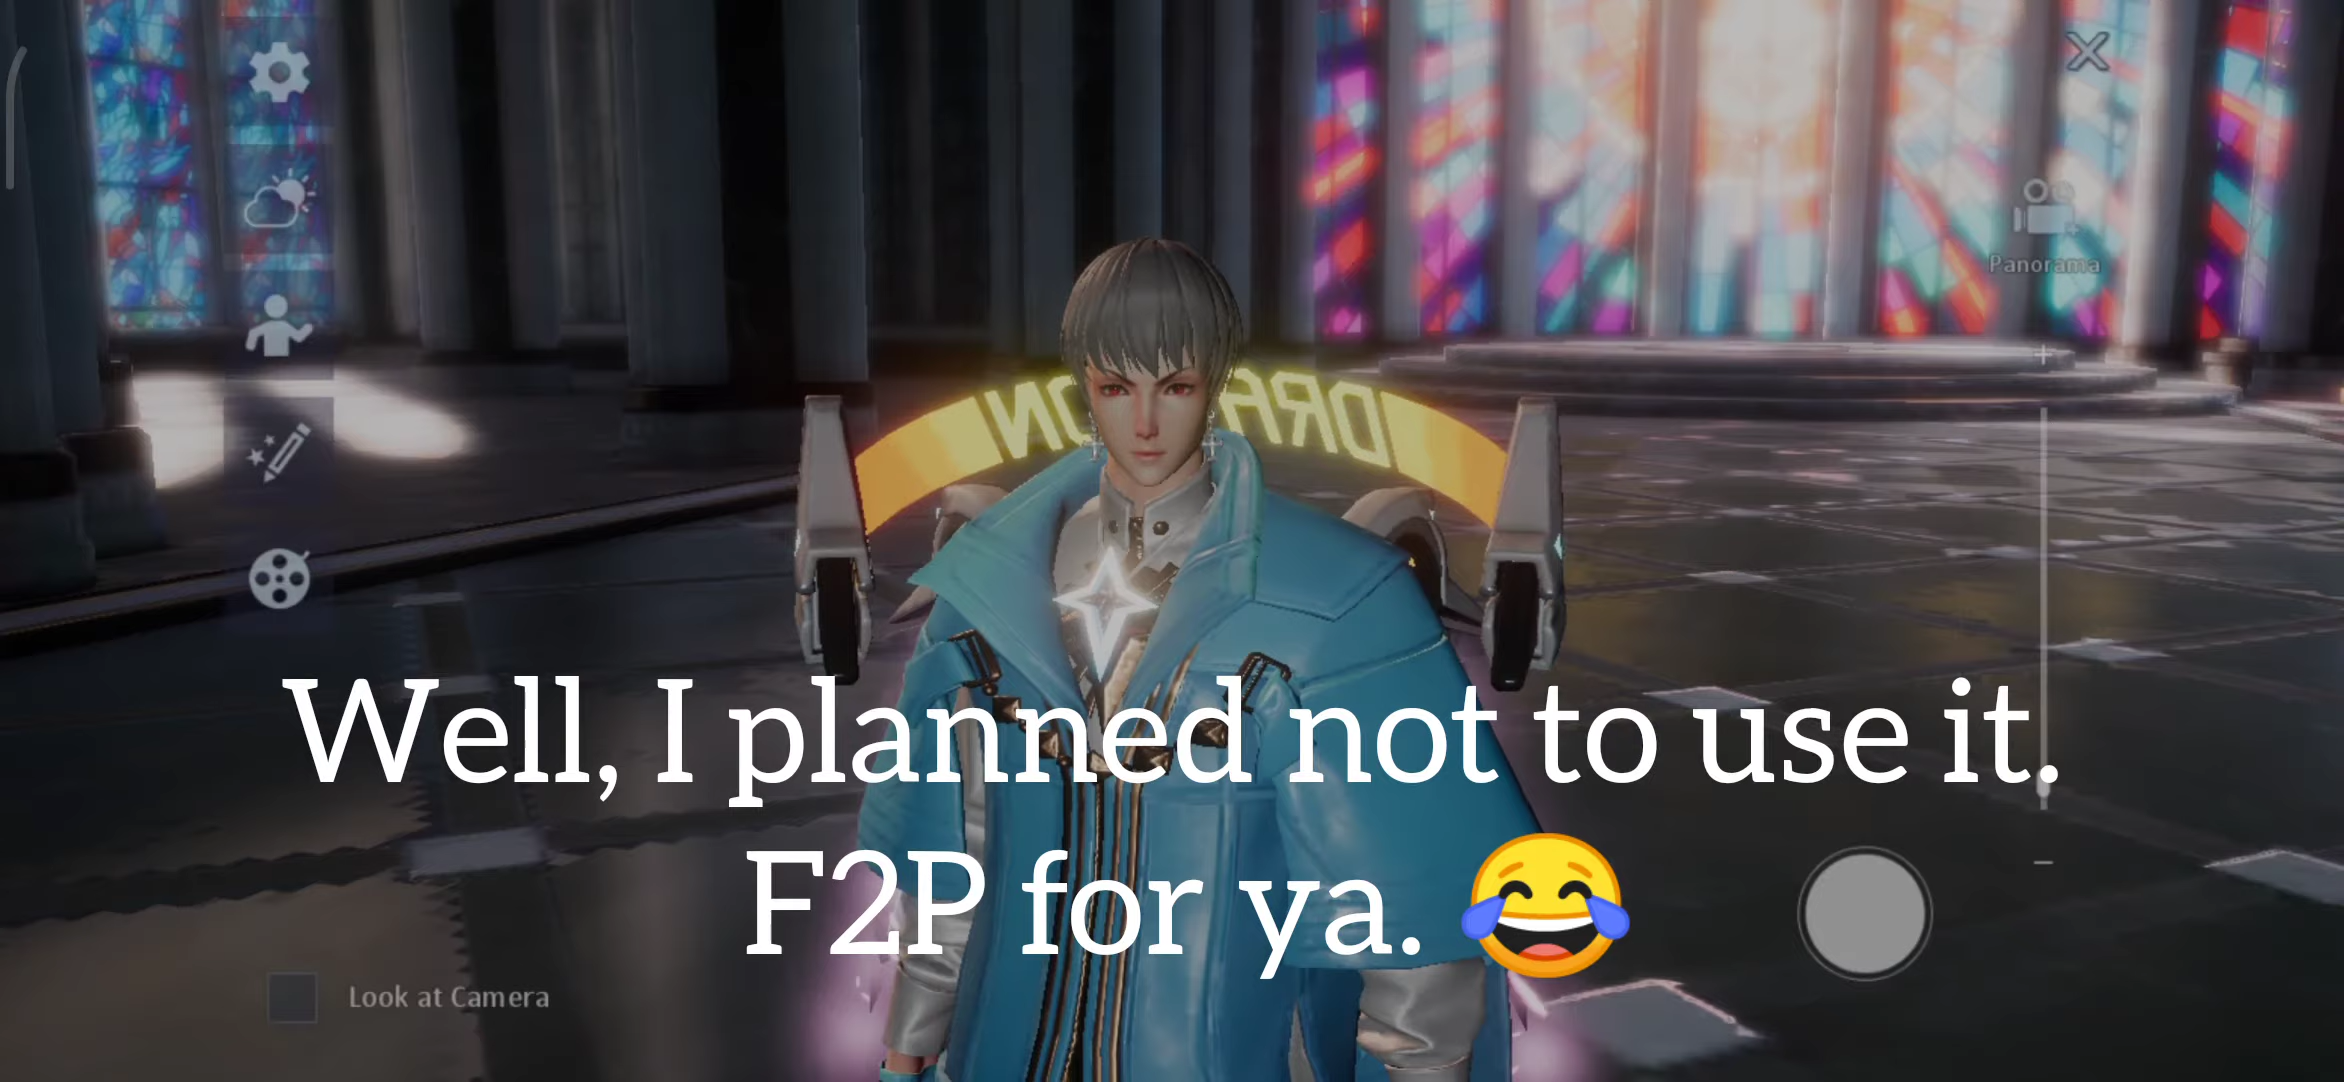 Panorama
DRAGON
Well, I planned not to use it.
F2P for ya. 😂
Look at Camera